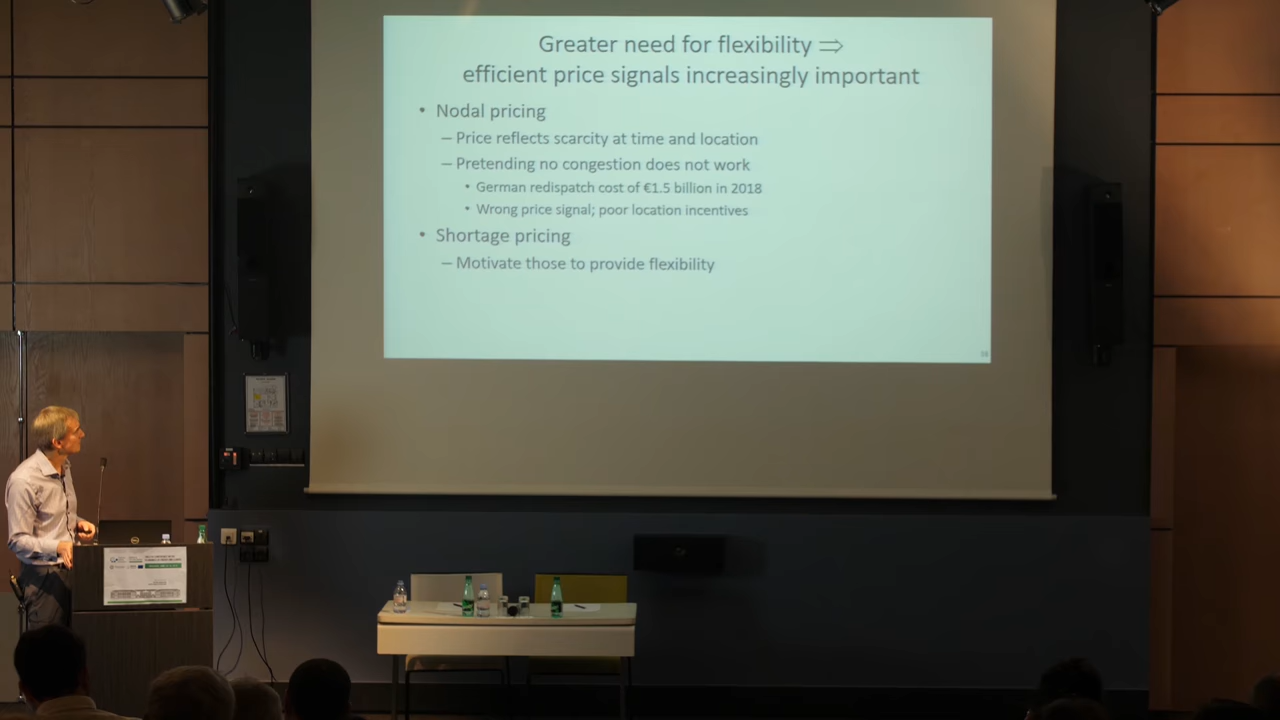 Greater need for flexibility ⇒
efficient price signals increasingly important
• Nodal pricing
– Price reflects scarcity at time and location
– Pretending no congestion does not work
• German redispatch cost of €1.5 billion in 2018
• Wrong price signal; poor location incentives
• Shortage pricing
– Motivate those to provide flexibility